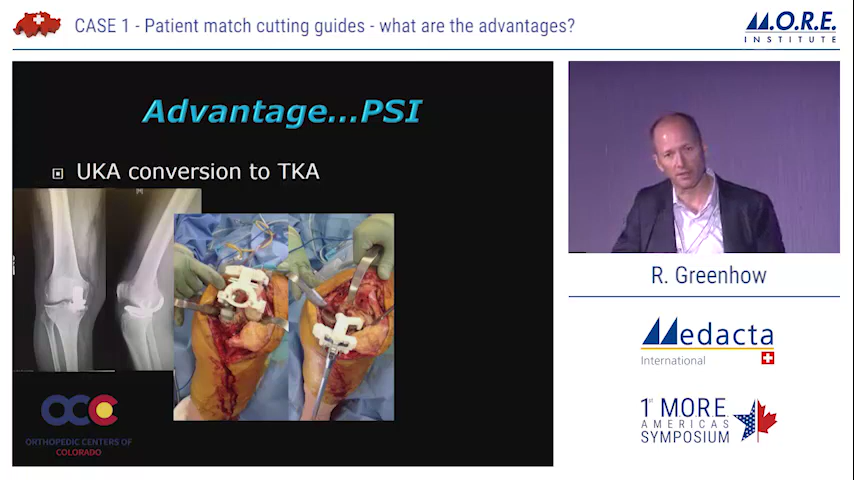 CASE 1 - Patient match cutting guides - what are the advantages?
M.O.R.E.
INSTITUTE
Advantage...PSI
UKA conversion to TKA
OCC
ORTHOPEDIC CENTERS OF
COLORADO
R. Greenhow
Medacta
International
1st MORE
AMERICAS
SYMPOSIUM